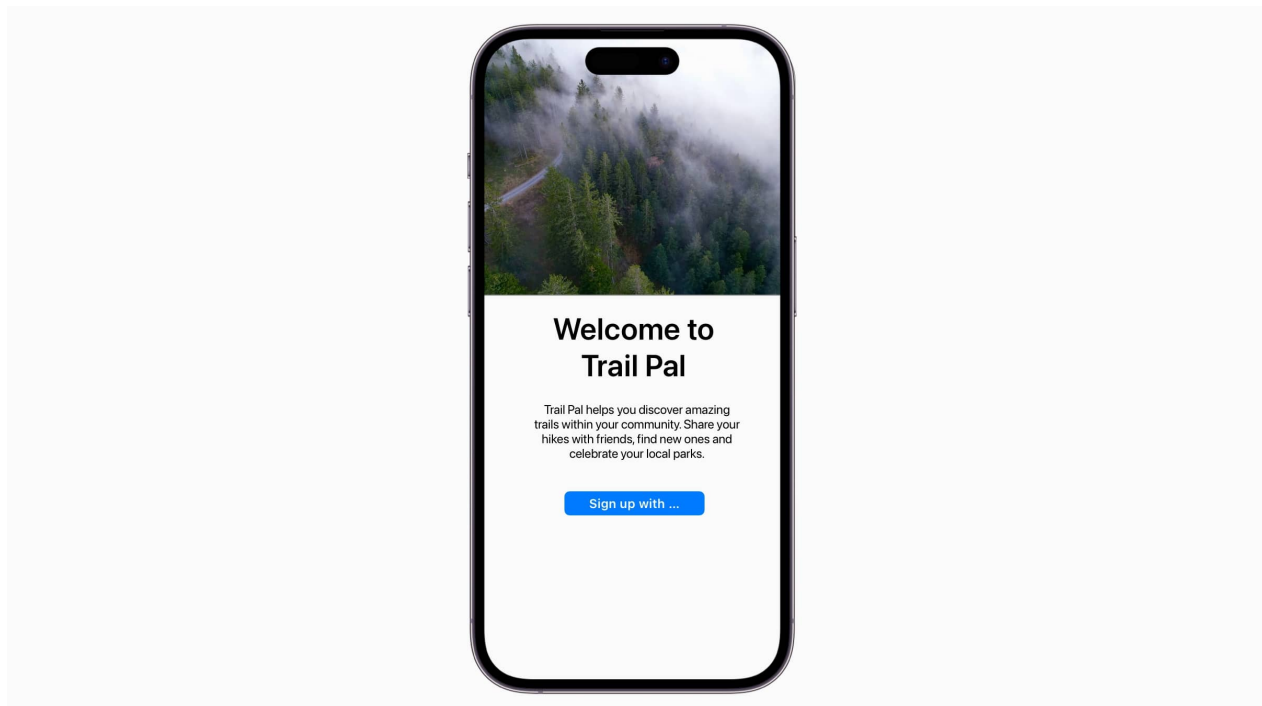 Welcome to
Trail Pal
Trail Pal helps you discover amazing
trails within your community. Share your
hikes with friends, find new ones and
celebrate your local parks.
Sign up with ...